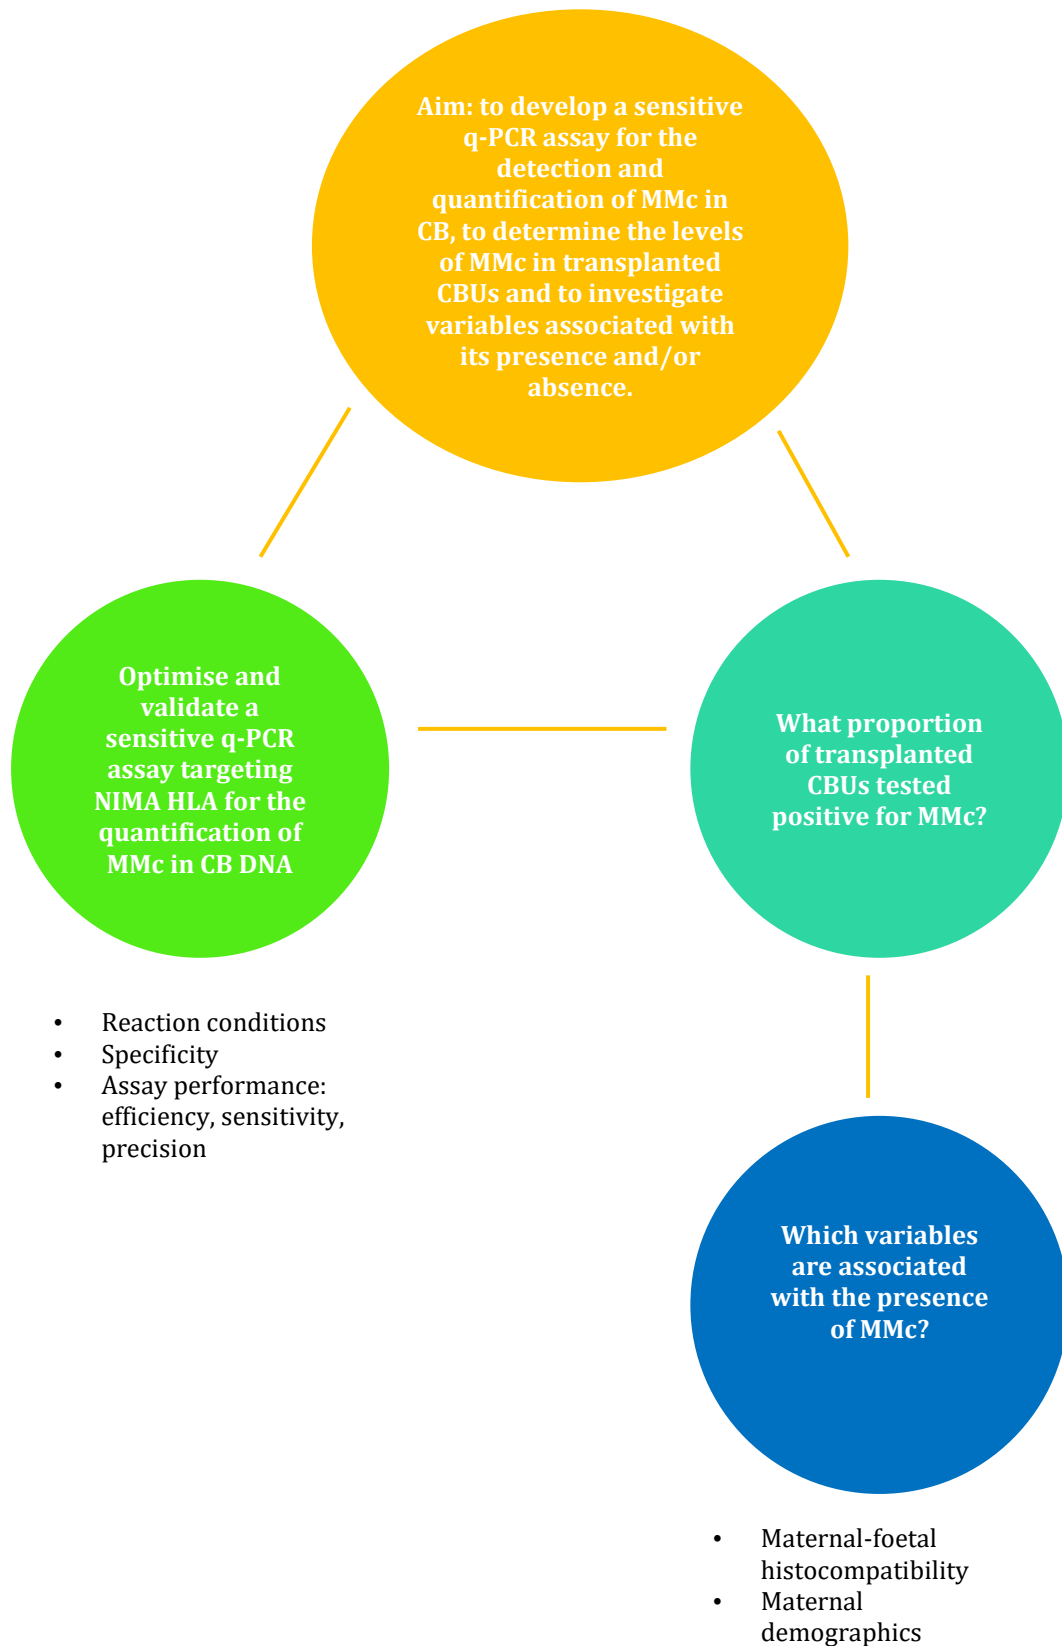 Aim: to develop a sensitive
q-PCR assay for the
detection and
quantification of MMc in
CB, to determine the levels
of MMc in transplanted
CBUs and to investigate
variables associated with
its presence and/or
absence.
Optimise and
validate a
sensitive q-PCR
assay targeting
NIMA HLA for the
quantification of
MMc in CB DNA
What proportion
of transplanted
CBUs tested
positive for MMc?
• Reaction conditions
• Specificity
• Assay performance:
efficiency, sensitivity,
precision
Which variables
are associated
with the presence
of MMc?
• Maternal-foetal
histocompatibility
• Maternal
demographics